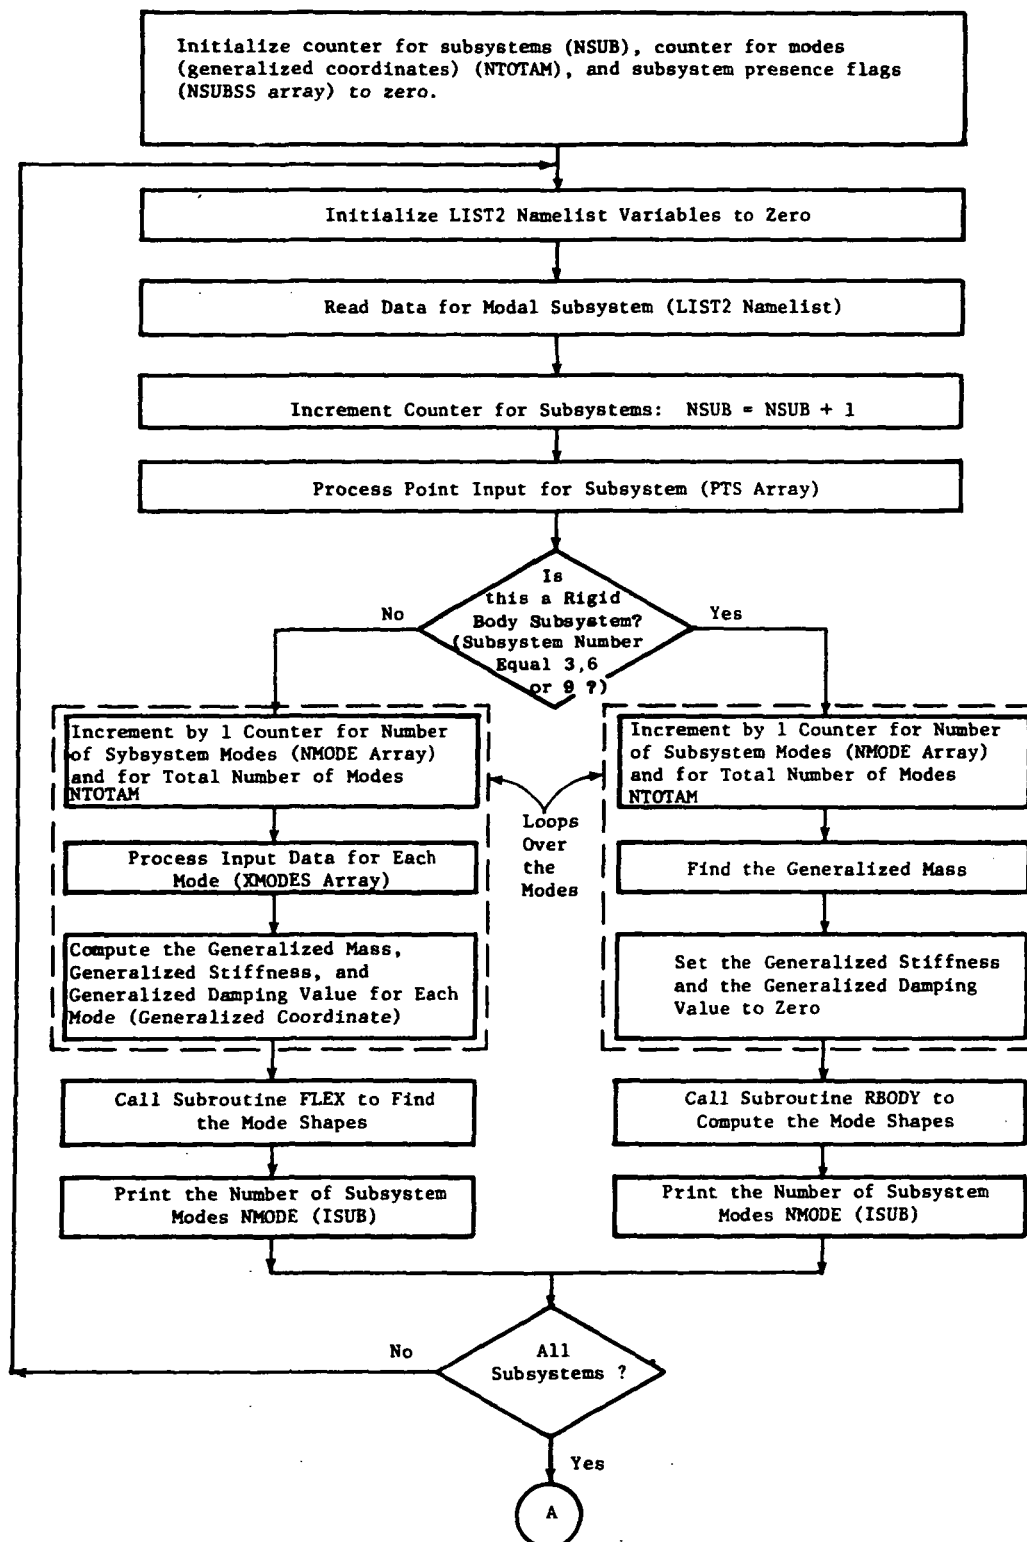 Initialize counter for subsystems (NSUB), counter for modes
(generalized coordinates) (NTOTAM), and subsystem presence flags
(NSUBSS array) to zero.
Initialize LIST2 Namelist Variables to Zero
Read Data for Modal Subsystem (LIST2 Namelist)
Increment Counter for Subsystems: NSUB = NSUB + 1
Process Point Input for Subsystem (PTS Array)
Is
this a Rigid
Body Subsystem?
(Subsystem Number
Equal 3,6
or 9 ?)
No
Yes
Increment by 1 Counter for Number
of Sybsystem Modes (NMODE Array)
and for Total Number of Modes
NTOTAM
Process Input Data for Each
Mode (XMODES Array)
Compute the Generalized Mass,
Generalized Stiffness, and
Generalized Damping Value for Each
Mode (Generalized Coordinate)
Loops
Over
the
Modes
Increment by 1 Counter for Number
of Subsystem Modes (NMODE Array)
and for Total Number of Modes
NTOTAM
Find the Generalized Mass
Set the Generalized Stiffness
and the Generalized Damping
Value to Zero
Call Subroutine FLEX to Find
the Mode Shapes
Call Subroutine RBODY to
Compute the Mode Shapes
Print the Number of Subsystem
Modes NMODE (ISUB)
Print the Number of Subsystem
Modes NMODE (ISUB)
No
All
Subsystems ?
Yes
A